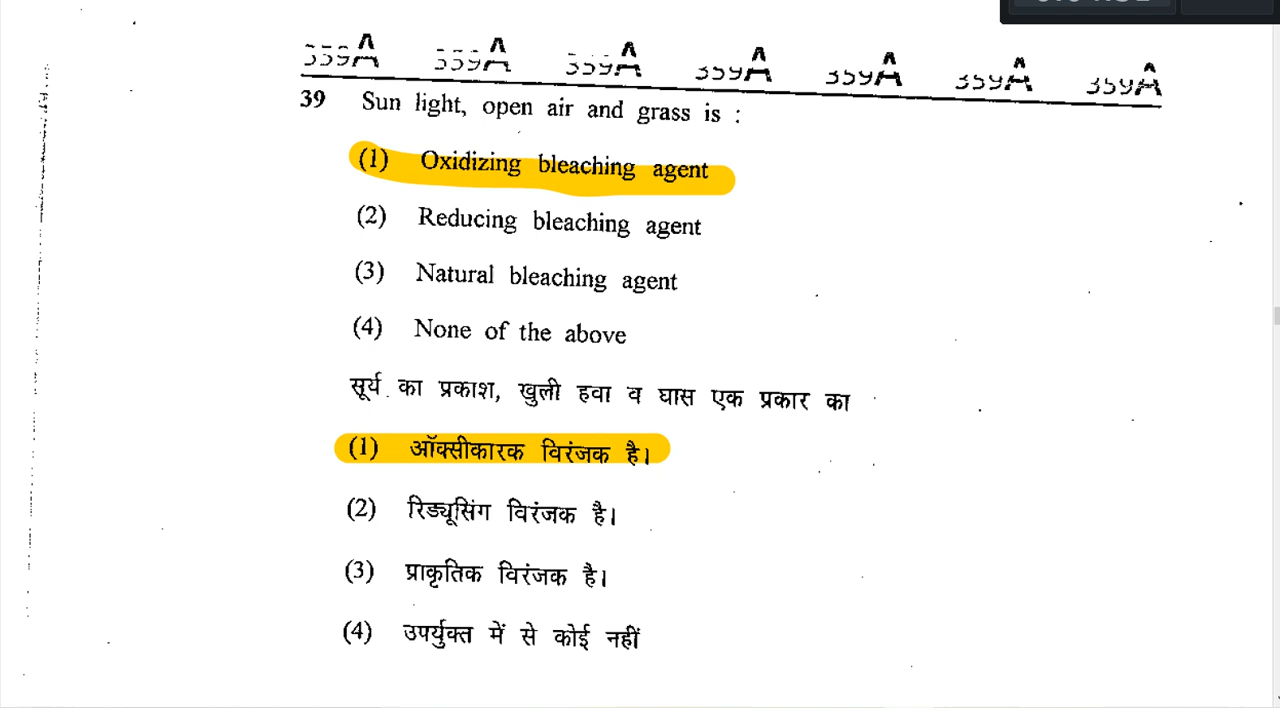 359A 359A 359A 359A 359A 359A 359A
39 Sun light, open air and grass is :
(1) Oxidizing bleaching agent
(2) Reducing bleaching agent
(3) Natural bleaching agent
(4) None of the above
सूर्य का प्रकाश, खुली हवा व घास एक प्रकार का
(1) ऑक्सीकारक विरंजक है।
(2) रिड्यूसिंग विरंजक है।
(3) प्राकृतिक विरंजक है।
(4) उपर्युक्त में से कोई नहीं